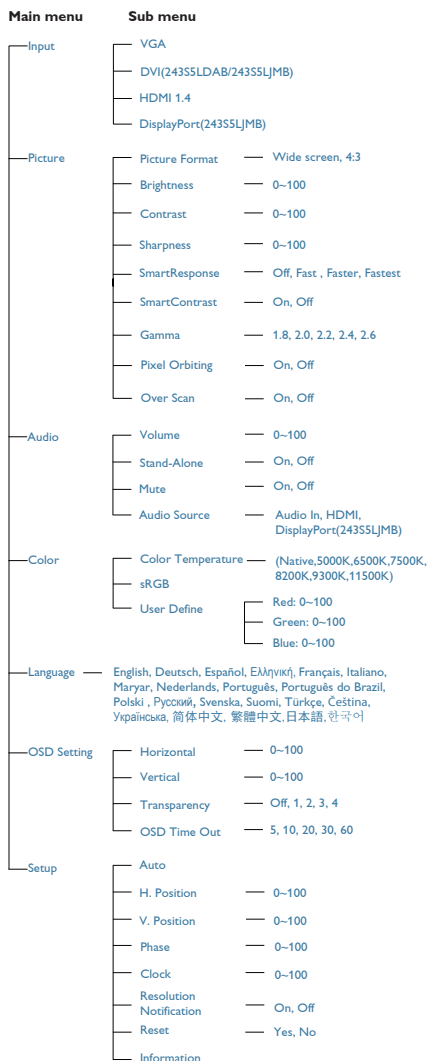 Main menu Sub menu
Input
VGA
DVI(243S5LDAB/243S5LJMB)
HDMI 1.4
DisplayPort(243S5LJMB)
Picture
Picture Format Wide screen, 4:3
Brightness 0~100
Contrast 0~100
Sharpness 0~100
SmartResponse Off, Fast , Faster, Fastest
SmartContrast On, Off
Gamma 1.8, 2.0, 2.2, 2.4, 2.6
Pixel Orbiting On, Off
Over Scan On, Off
Audio
Volume 0~100
Stand-Alone On, Off
Mute On, Off
Audio Source Audio In, HDMI,
DisplayPort(243S5LJMB)
Color
Color Temperature (Native,5000K,6500K,7500K,
8200K,9300K,11500K)
sRGB
User Define
Red: 0~100
Green: 0~100
Blue: 0~100
Language English, Deutsch, Español, Ελληνική, Français, Italiano,
Maryar, Nederlands, Português, Português do Brazil,
Polski , Русский, Svenska, Suomi, Türkçe, Čeština,
Українська, 简体中文, 繁體中文,日本語,한국어
OSD Setting
Horizontal 0~100
Vertical 0~100
Transparency Off, 1, 2, 3, 4
OSD Time Out 5, 10, 20, 30, 60
Setup
Auto
H. Position 0~100
V. Position 0~100
Phase 0~100
Clock 0~100
Resolution
Notification On, Off
Reset Yes, No
Information